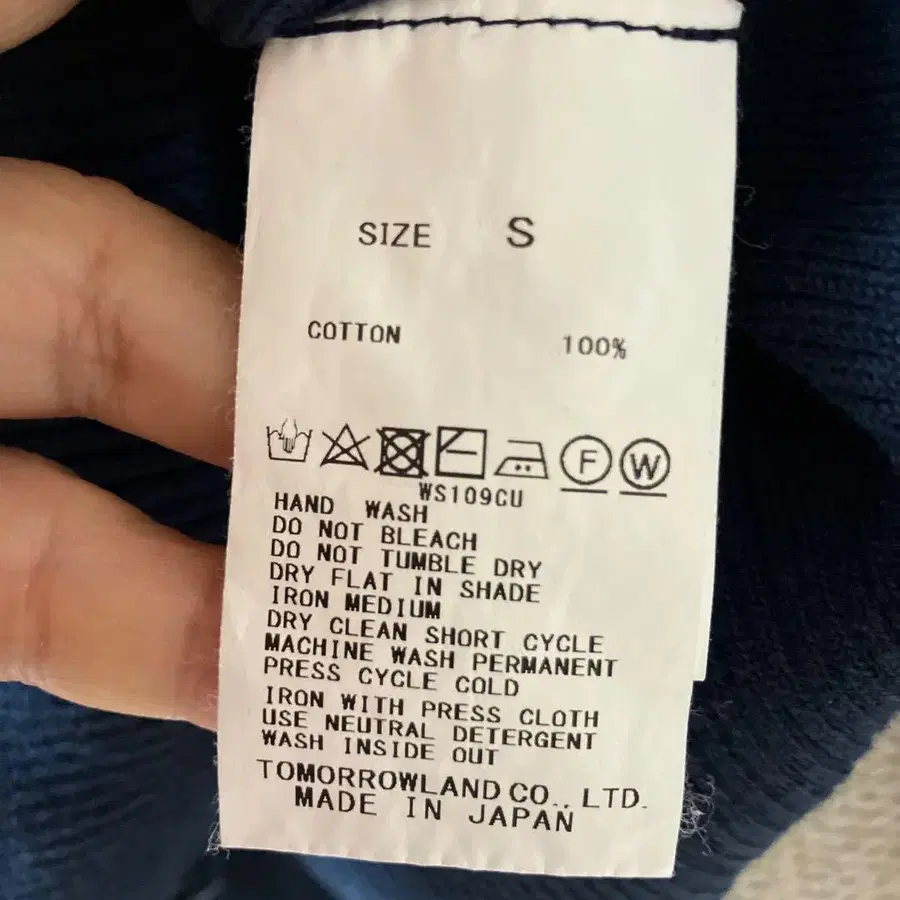 SIZE S
COTTON 100%
F W
WS109CU
HAND WASH
DO NOT BLEACH
DO NOT TUMBLE DRY
DRY FLAT IN SHADE
IRON MEDIUM
DRY CLEAN SHORT CYCLE
MACHINE WASH PERMANENT
PRESS CYCLE COLD
IRON WITH PRESS CLOTH
USE NEUTRAL DETERGENT
WASH INSIDE OUT
TOMORROWLAND CO., LTD.
MADE IN JAPAN